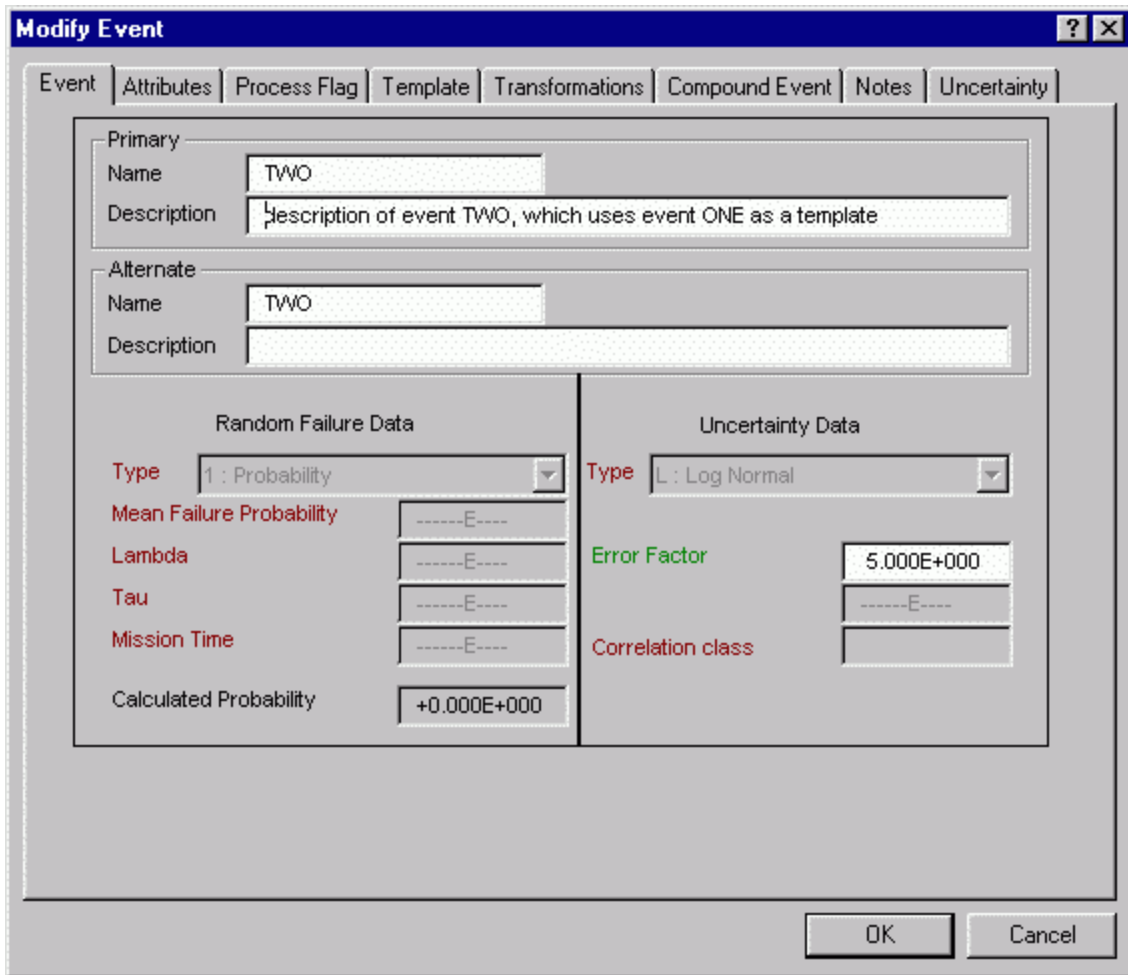 Modify Event
Event Attributes Process Flag Template Transformations Compound Event Notes Uncertainty
Primary
Name TWO
Description description of event TWO, which uses event ONE as a template
Alternate
Name TWO
Description
Random Failure Data Uncertainty Data
Type 1 : Probability Type L : Log Normal
Mean Failure Probability ------E----
Lambda ------E---- Error Factor 5.000E+000
Tau ------E---- ------E----
Mission Time ------E---- Correlation class
Calculated Probability +0.000E+000
OK Cancel